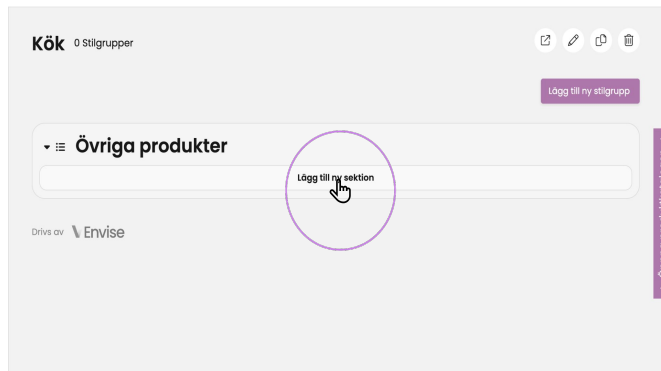 Kök 0 Stilgrupper
Lägg till ny stilgrupp
Övriga produkter
Lägg till ny sektion
Drivs av Envise